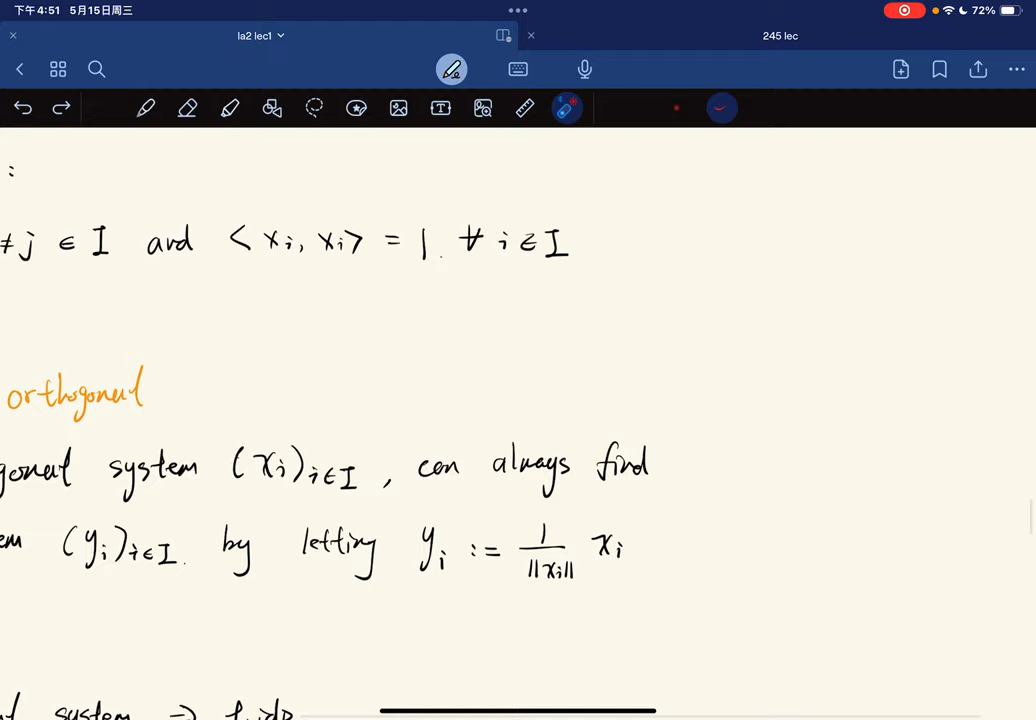 下午4:51 5月15日周三
72%
la2 lec1
245 lec
:
≠ j ∈ I and <xi, xi> = 1. ∀ i ∈ I
orthogonal
gonal system (xi)i∈I, can always find
em (yi)i∈I. by letting yi := 1/||xi|| xi
system ->